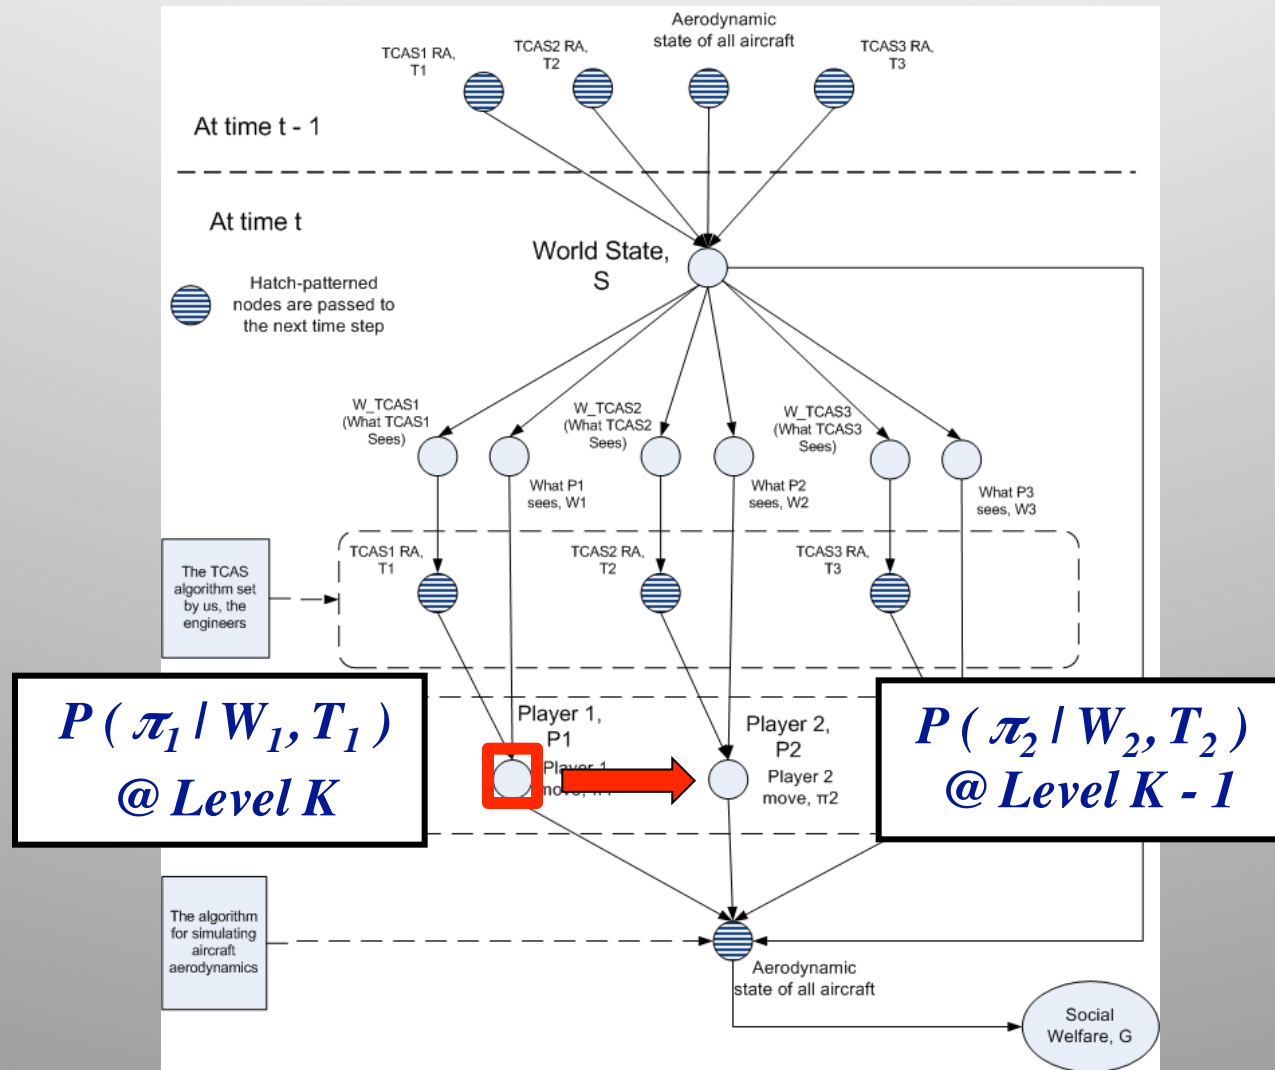 Aerodynamic
state of all aircraft
TCAS1 RA,
T1
TCAS2 RA,
T2
TCAS3 RA,
T3
At time t - 1
At time t
World State,
S
Hatch-patterned
nodes are passed to
the next time step
W_TCAS1
(What TCAS1
Sees)
W_TCAS2
(What TCAS2
Sees)
W_TCAS3
(What TCAS3
Sees)
What P1
sees, W1
What P2
sees, W2
What P3
sees, W3
TCAS1 RA,
T1
TCAS2 RA,
T2
TCAS3 RA,
T3
The TCAS
algorithm set
by us, the
engineers
P ( π1 | W1, T1 )
@ Level K
Player 1,
P1
Player 1
Player 2,
P2
Player 2
move, π2
P ( π2 | W2, T2 )
@ Level K - 1
The algorithm
for simulating
aircraft
aerodynamics
Aerodynamic
state of all aircraft
Social
Welfare, G